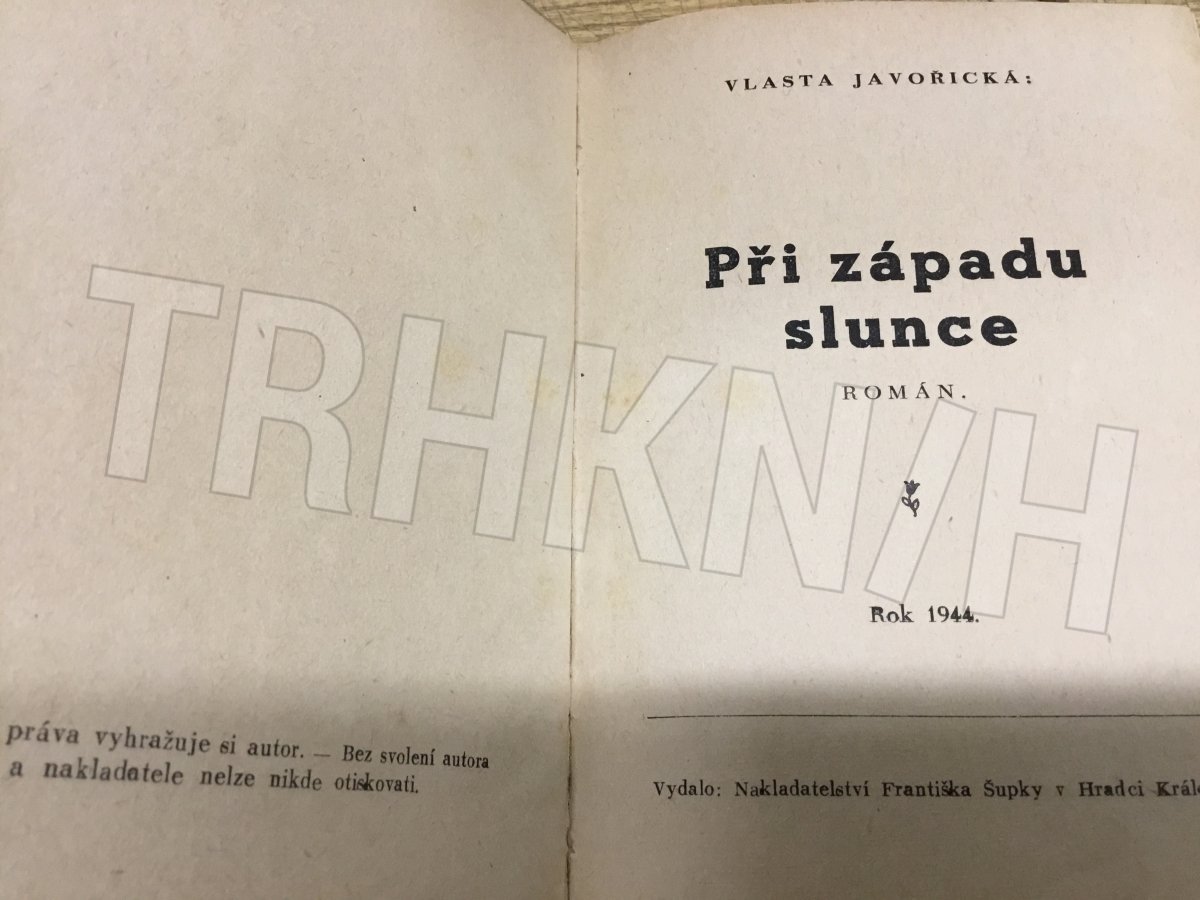 práva vyhražuje si autor. — Bez svolení autora
a nakladatele nelze nikde otiskovati.
VLASTA JAVOŘICKÁ:
Při západu
slunce
ROMÁN.
Rok 1944.
Vydalo: Nakladatelství Františka Šupky v Hradci Králo
TRHKNIH